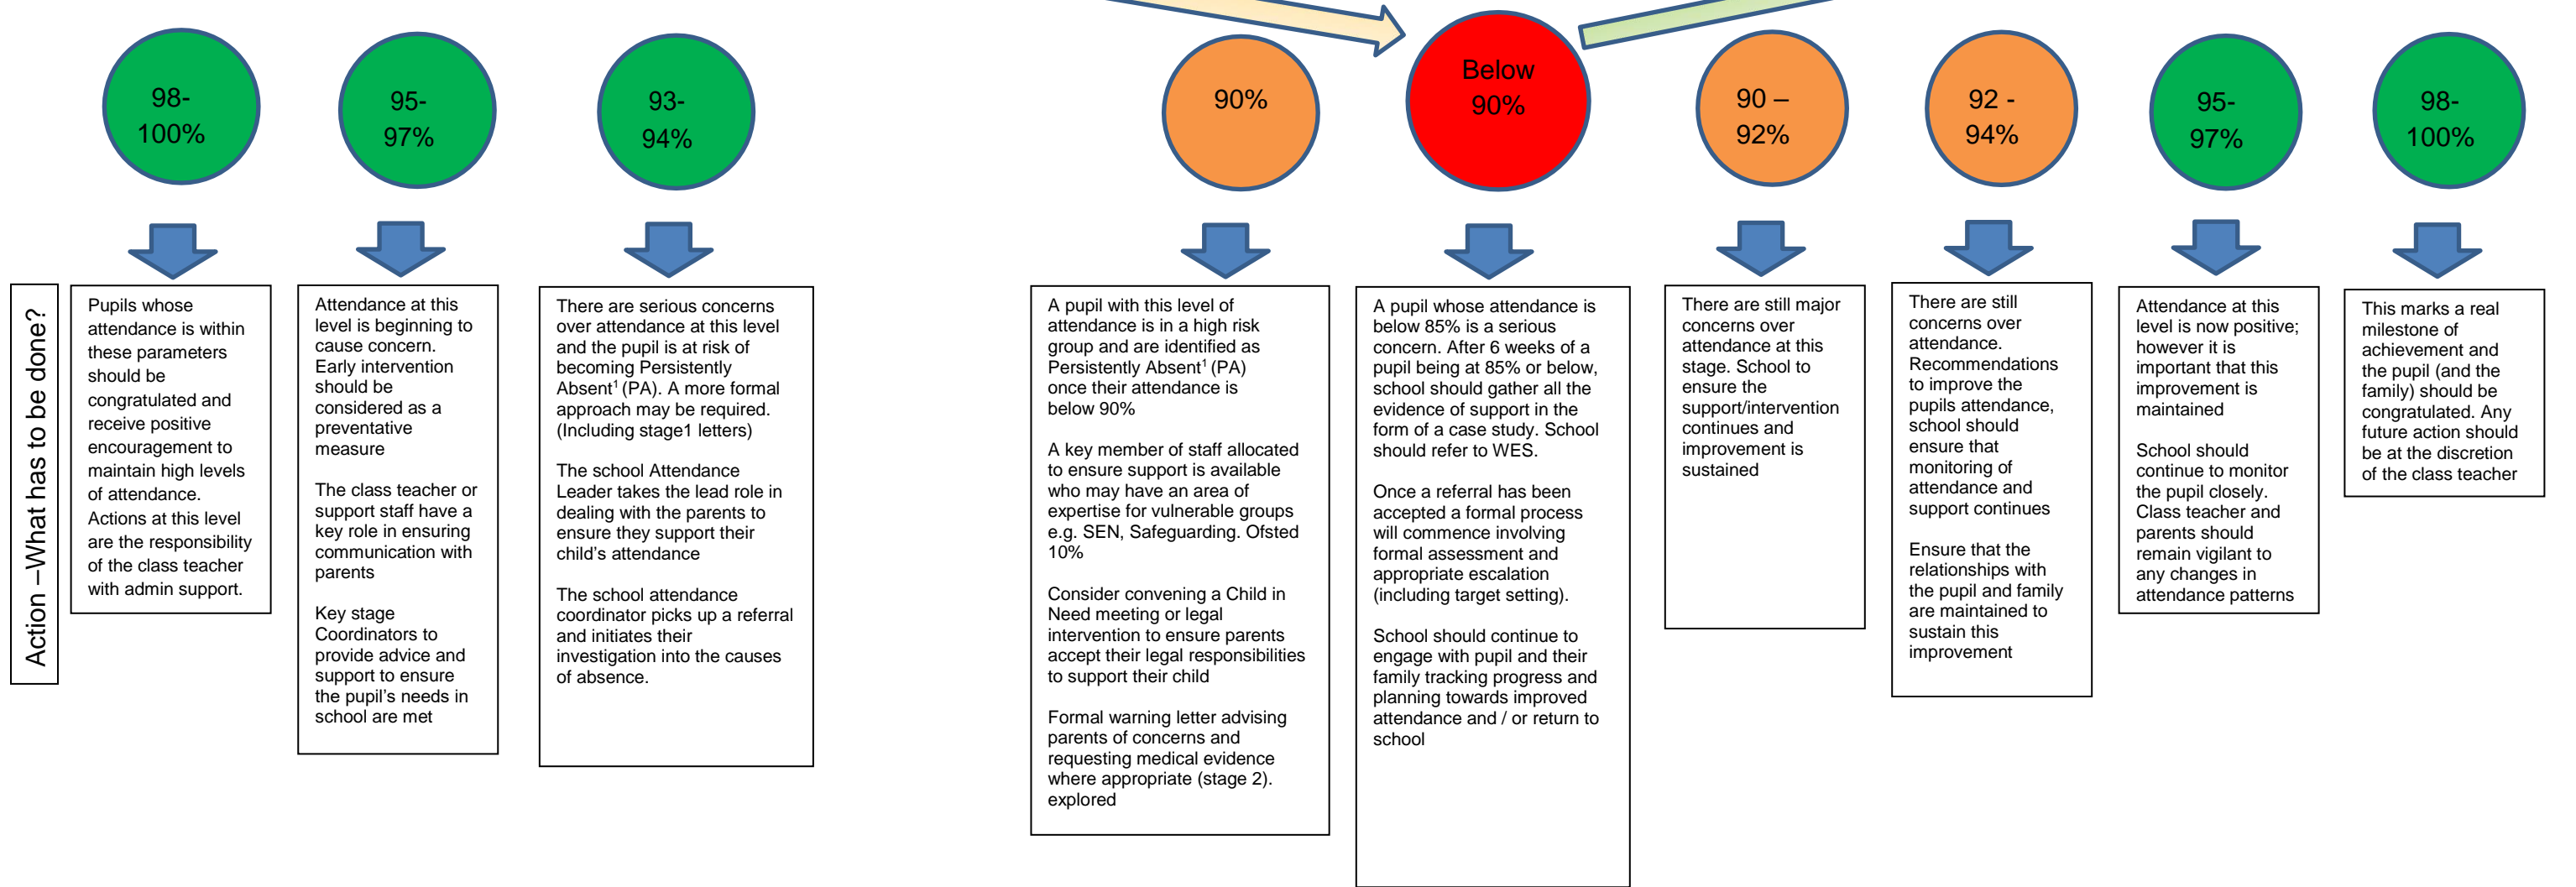 98-
100%
95-
97%
93-
94%
90%
Below
90%
90 –
92%
92 -
94%
95-
97%
98-
100%
Action –What has to be done?
Pupils whose
attendance is within
these parameters
should be
congratulated and
receive positive
encouragement to
maintain high levels
of attendance.
Actions at this level
are the responsibility
of the class teacher
with admin support.
Attendance at this
level is beginning to
cause concern.
Early intervention
should be
considered as a
preventative
measure
The class teacher or
support staff have a
key role in ensuring
communication with
parents
Key stage
Coordinators to
provide advice and
support to ensure
the pupil's needs in
school are met
There are serious concerns
over attendance at this level
and the pupil is at risk of
becoming Persistently
Absent¹ (PA). A more formal
approach may be required.
(Including stage1 letters)
The school Attendance
Leader takes the lead role in
dealing with the parents to
ensure they support their
child's attendance
The school attendance
coordinator picks up a referral
and initiates their
investigation into the causes
of absence.
A pupil with this level of
attendance is in a high risk
group and are identified as
Persistently Absent¹ (PA)
once their attendance is
below 90%
A key member of staff allocated
to ensure support is available
who may have an area of
expertise for vulnerable groups
e.g. SEN, Safeguarding. Ofsted
10%
Consider convening a Child in
Need meeting or legal
intervention to ensure parents
accept their legal responsibilities
to support their child
Formal warning letter advising
parents of concerns and
requesting medical evidence
where appropriate (stage 2).
explored
A pupil whose attendance is
below 85% is a serious
concern. After 6 weeks of a
pupil being at 85% or below,
school should gather all the
evidence of support in the
form of a case study. School
should refer to WES.
Once a referral has been
accepted a formal process
will commence involving
formal assessment and
appropriate escalation
(including target setting).
School should continue to
engage with pupil and their
family tracking progress and
planning towards improved
attendance and / or return to
school
There are still major
concerns over
attendance at this
stage. School to
ensure the
support/intervention
continues and
improvement is
sustained
There are still
concerns over
attendance.
Recommendations
to improve the
pupils attendance,
school should
ensure that
monitoring of
attendance and
support continues
Ensure that the
relationships with
the pupil and family
are maintained to
sustain this
improvement
Attendance at this
level is now positive;
however it is
important that this
improvement is
maintained
School should
continue to monitor
the pupil closely.
Class teacher and
parents should
remain vigilant to
any changes in
attendance patterns
This marks a real
milestone of
achievement and
the pupil (and the
family) should be
congratulated. Any
future action should
be at the discretion
of the class teacher